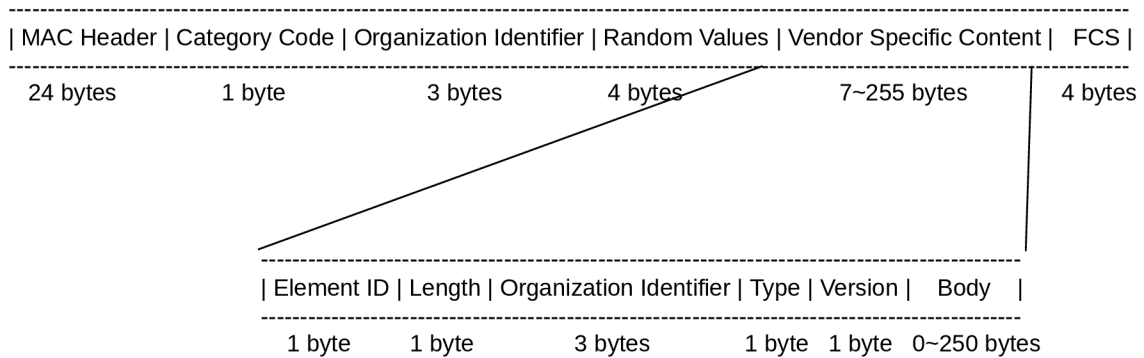 | MAC Header | Category Code | Organization Identifier | Random Values | Vendor Specific Content | FCS |
24 bytes 1 byte 3 bytes 4 bytes 7~255 bytes 4 bytes
| Element ID | Length | Organization Identifier | Type | Version | Body |
1 byte 1 byte 3 bytes 1 byte 1 byte 0~250 bytes